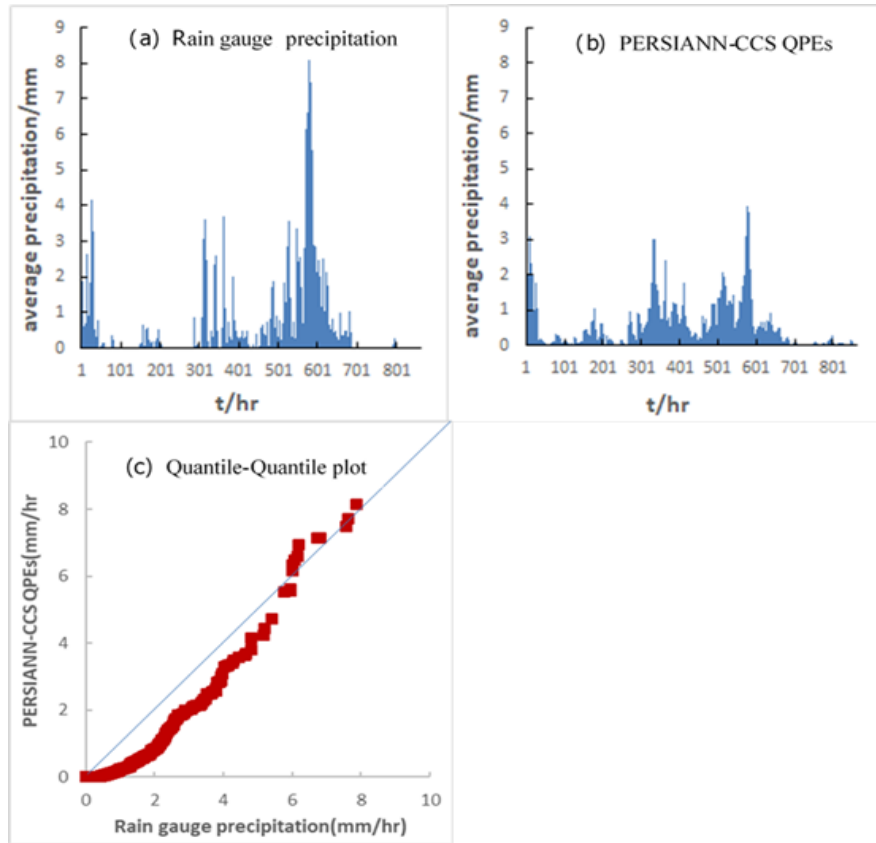 (a) Rain gauge precipitation
average precipitation/mm
9
8
7
6
5
4
3
2
1
0
1 101 201 301 401 501 601 701 801
t/hr
(b) PERSIANN-CCS QPEs
average precipitation/mm
9
8
7
6
5
4
3
2
1
0
1 101 201 301 401 501 601 701 801
t/hr
(c) Quantile-Quantile plot
PERSIANN-CCS QPEs(mm/hr
10
8
6
4
2
0
0 2 4 6 8 10
Rain gauge precipitation(mm/hr)